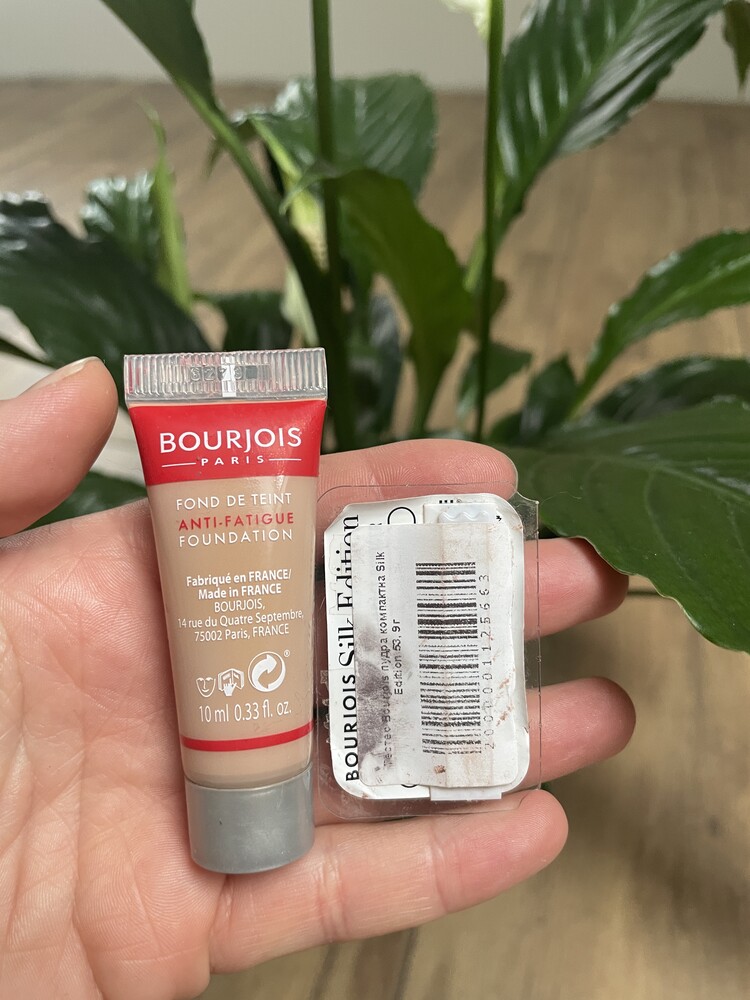 BOURJOIS
PARIS
FOND DE TEINT
ANTI-FATIGUE
FOUNDATION
Fabriqué en FRANCE/
Made in FRANCE
BOURJOIS,
14 rue du Quatre Septembre,
75002 Paris, FRANCE
10 ml 0.33 fl. oz.
BOURJOIS Silk Edition
Тестер Bourjois пудра компактна Silk
Edition 53, 9г